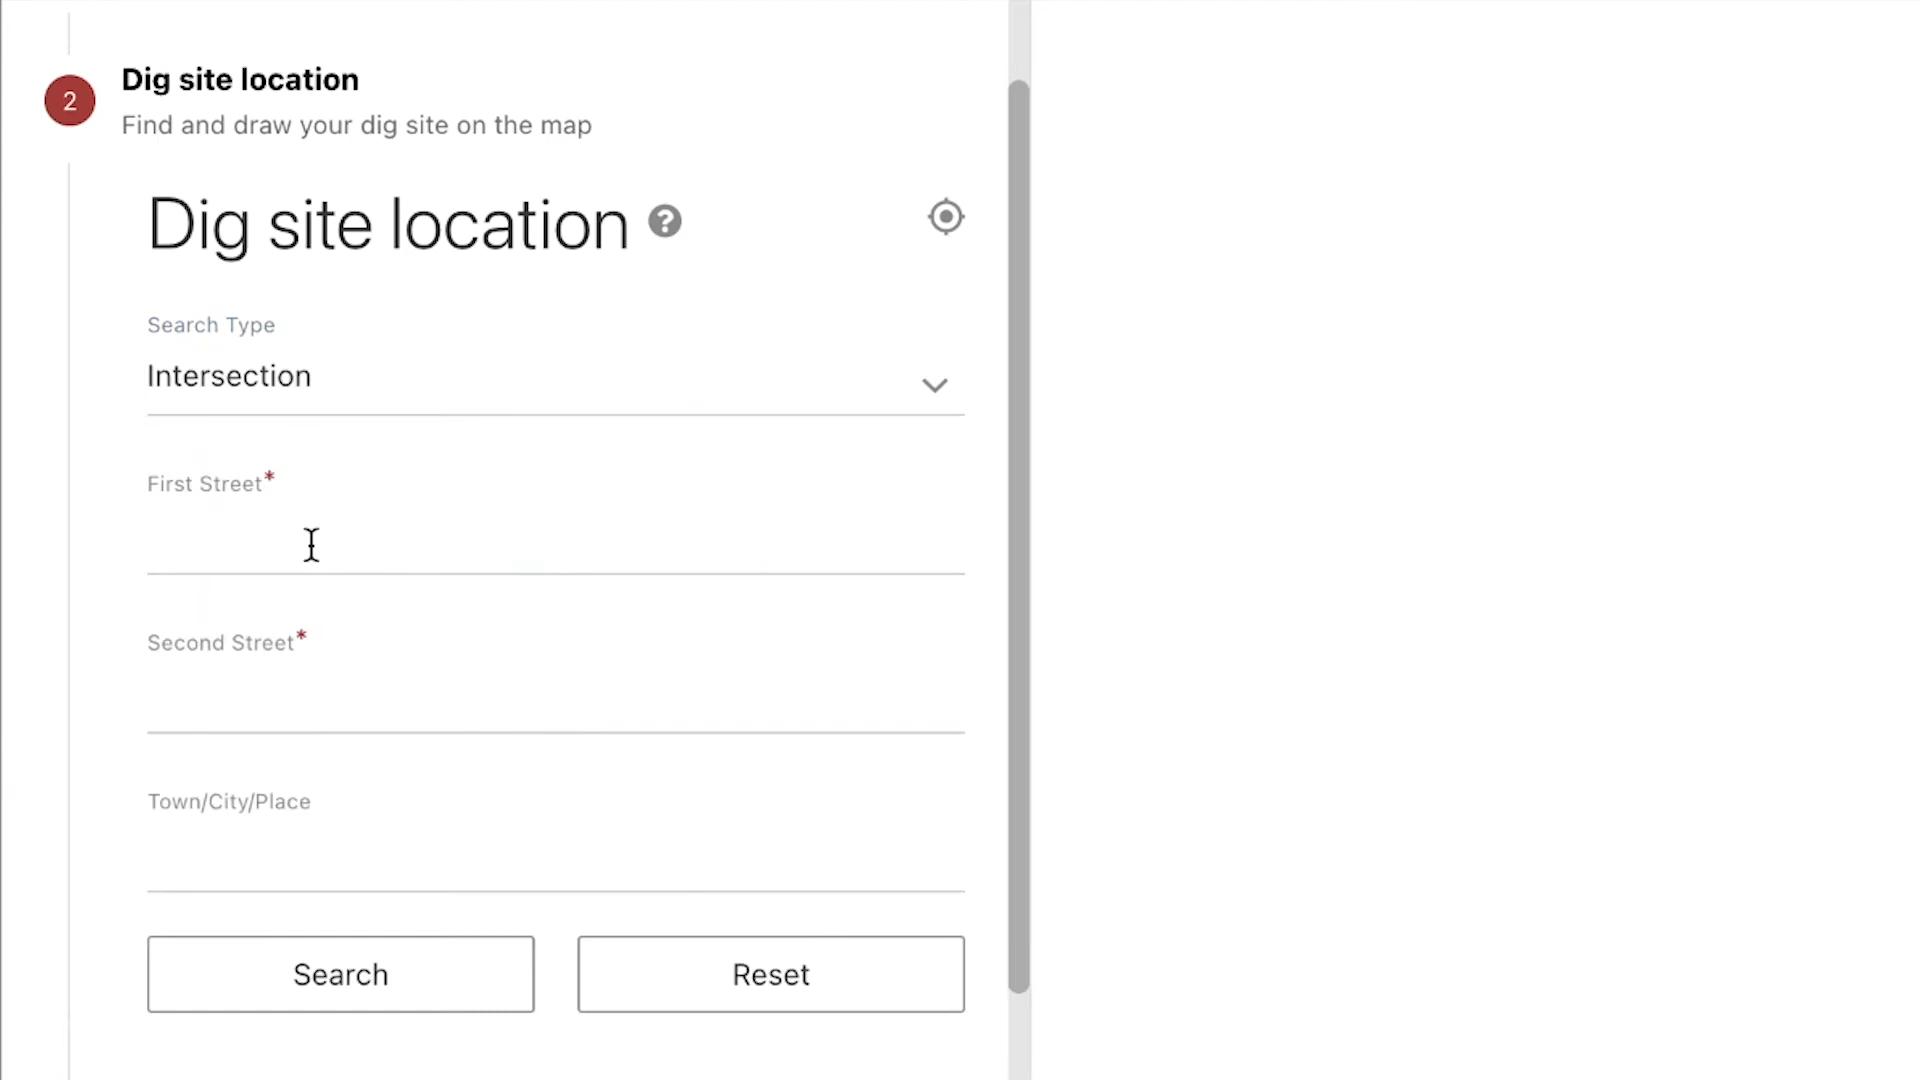 2
Dig site location
Find and draw your dig site on the map
Dig site location ?
Search Type
Intersection
First Street*
Second Street*
Town/City/Place
Search
Reset